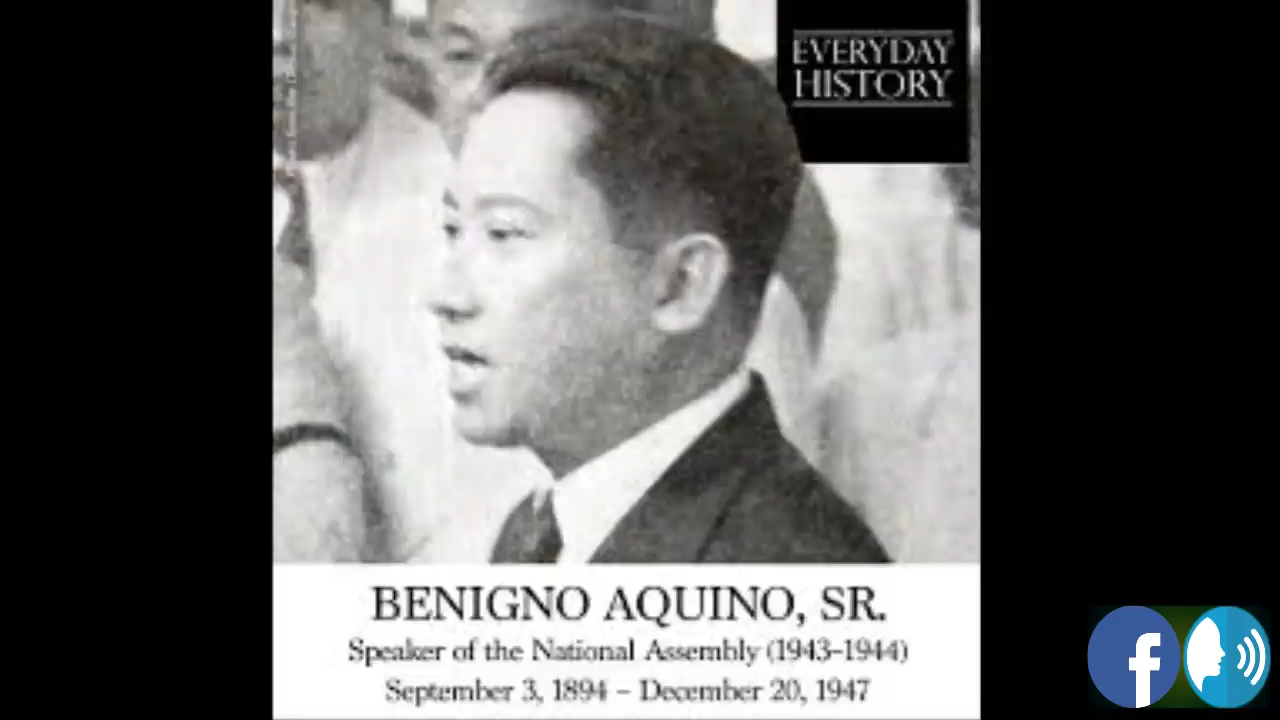 EVERYDAY
HISTORY
BENIGNO AQUINO, SR.
Speaker of the National Assembly (1943–1944)
September 3, 1894 – December 20, 1947